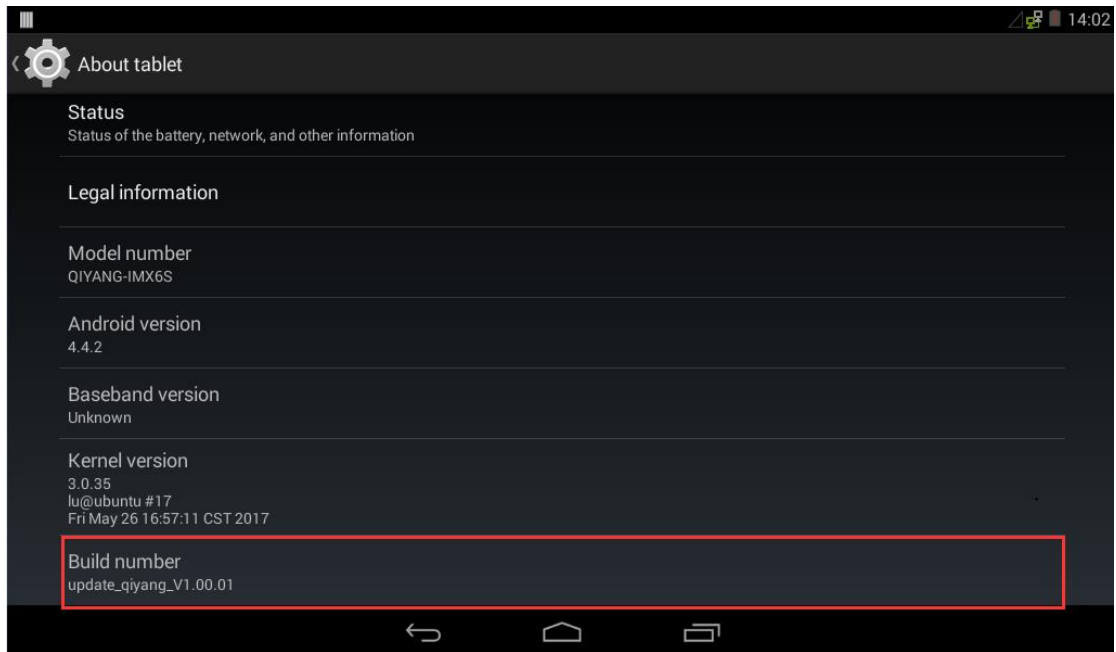 14:02
About tablet
Status
Status of the battery, network, and other information
Legal information
Model number
QIYANG-IMX6S
Android version
4.4.2
Baseband version
Unknown
Kernel version
3.0.35
lu@ubuntu #17
Fri May 26 16:57:11 CST 2017
Build number
update_qiyang_V1.00.01